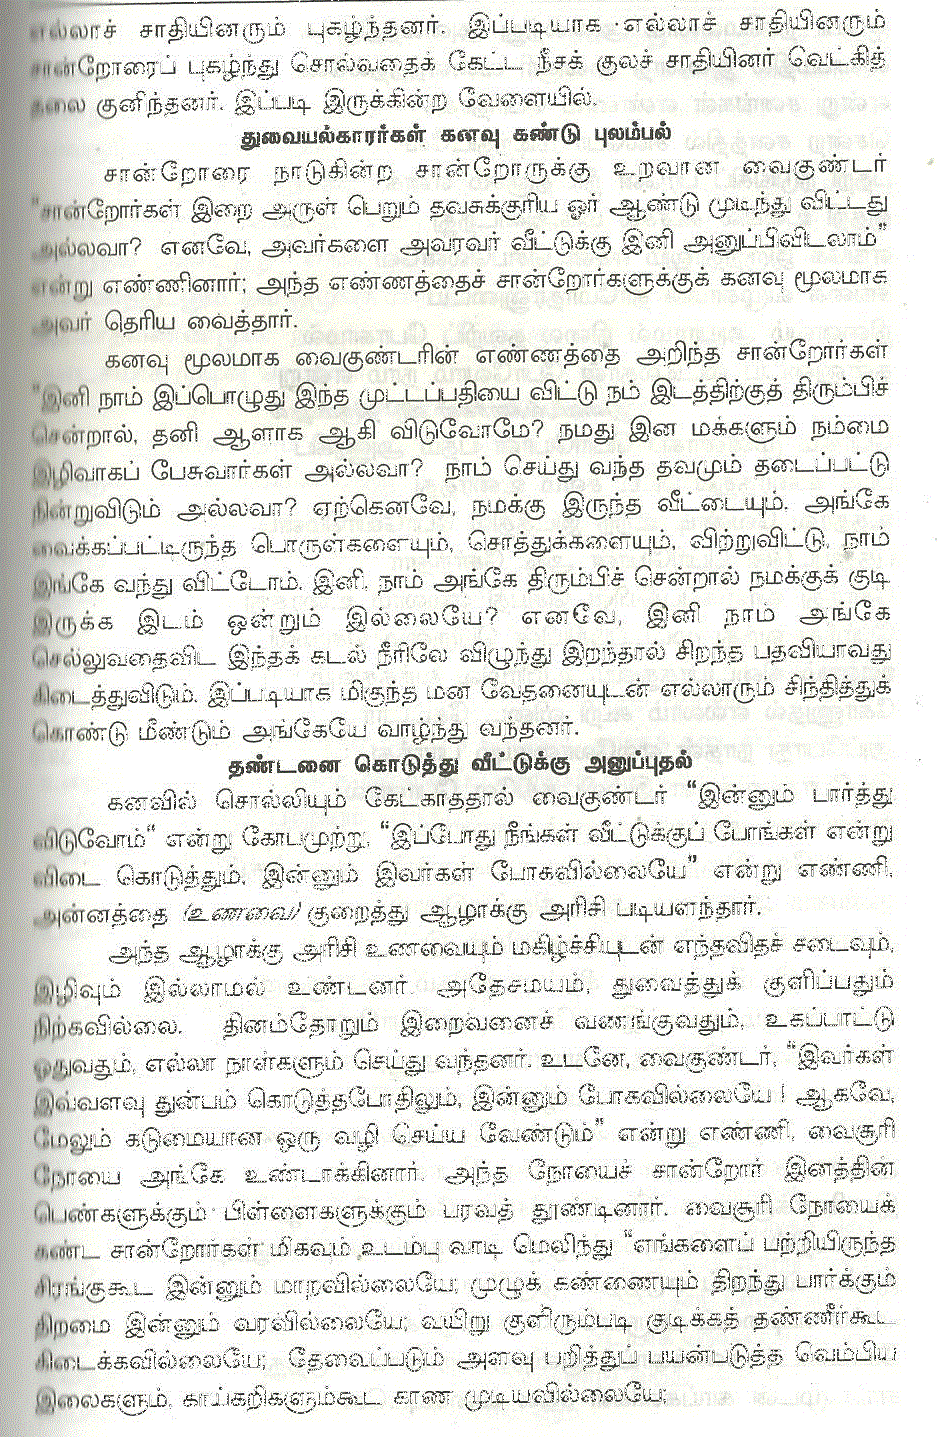 எல்லாச் சாதியினரும் புகழ்ந்தனர். இப்படியாக எல்லாச் சாதியினரும்
சான்றோரைப் புகழ்ந்து சொல்வதைக் கேட்ட நீசக் குலச் சாதியினர் வெட்கித்
தலை குனிந்தனர். இப்படி இருக்கின்ற வேளையில்.
துவையல்காரர்கள் கனவு கண்டு புலம்பல்
சான்றோரை நாடுகின்ற சான்றோருக்கு உறவான வைகுண்டர்
"சான்றோர்கள் இறை அருள் பெறும் தவசுக்குரிய ஓர் ஆண்டு முடிந்து விட்டது
அல்லவா? எனவே, அவர்களை அவரவர் வீட்டுக்கு இனி அனுப்பிவிடலாம்"
என்று எண்ணினார்; அந்த எண்ணத்தைச் சான்றோர்களுக்குக் கனவு மூலமாக
அவர் தெரிய வைத்தார்.
கனவு மூலமாக வைகுண்டரின் எண்ணத்தை அறிந்த சான்றோர்கள்
"இனி நாம் இப்பொழுது இந்த முட்டப்பதியை விட்டு நம் இடத்திற்குத் திரும்பிச்
சென்றால், தனி ஆளாக ஆகி விடுவோமே? நமது இன மக்களும் நம்மை
இழிவாகப் பேசுவார்கள் அல்லவா? நாம் செய்து வந்த தவமும் தடைப்பட்டு
நின்றுவிடும் அல்லவா? ஏற்கெனவே, நமக்கு இருந்த வீட்டையும், அங்கே
வைக்கப்பட்டிருந்த பொருள்களையும், சொத்துக்களையும், விற்றுவிட்டு, நாம்
இங்கே வந்து விட்டோம். இனி, நாம் அங்கே திரும்பிச் சென்றால் நமக்குக் குடி
இருக்க இடம் ஒன்றும் இல்லையே? எனவே, இனி நாம் அங்கே
செல்லுவதைவிட இந்தக் கடல் நீரிலே விழுந்து இறந்தால் சிறந்த பதவியாவது
கிடைத்துவிடும். இப்படியாக மிகுந்த மன வேதனையுடன் எல்லாரும் சிந்தித்துக்
கொண்டு மீண்டும் அங்கேயே வாழ்ந்து வந்தனர்.
தண்டனை கொடுத்து வீட்டுக்கு அனுப்புதல்
கனவில் சொல்லியும் கேட்காததால் வைகுண்டர் "இன்னும் பார்த்து
விடுவோம்" என்று கோபமுற்று, "இப்போது நீங்கள் வீட்டுக்குப் போங்கள் என்று
விடை கொடுத்தும், இன்னும் இவர்கள் போகவில்லையே" என்று எண்ணி,
அன்னத்தை (உணவை) குறைத்து ஆழாக்கு அரிசி படியளந்தார்.
அந்த ஆழாக்கு அரிசி உணவையும் மகிழ்ச்சியுடன் எந்தவிதச் சடைவும்,
இழிவும் இல்லாமல் உண்டனர். அதேசமயம், துவைத்துக் குளிப்பதும்
நிற்கவில்லை. தினம்தோறும் இறைவனைச் வணங்குவதும், உகப்பாட்டு
ஓதுவதும், எல்லா நாள்களும் செய்து வந்தனர். உடனே, வைகுண்டர், "இவர்கள்
இவ்வளவு துன்பம் கொடுத்தபோதிலும், இன்னும் போகவில்லையே ! ஆகவே,
மேலும் கடுமையான ஒரு வழி செய்ய வேண்டும்" என்று எண்ணி, வைசூரி
நோயை அங்கே உண்டாக்கினார். அந்த நோயைச் சான்றோர் இனத்தின்
பெண்களுக்கும் பிள்ளைகளுக்கும் பரவத் தூண்டினார். வைசூரி நோயைக்
கண்ட சான்றோர்கள் மிகவும் உடம்பு வாடி மெலிந்து "எங்களைப் பற்றியிருந்த
சிரங்குகூட இன்னும் மாறவில்லையே; முழுக் கண்ணையும் திறந்து பார்க்கும்
திறமை இன்னும் வரவில்லையே; வயிறு குளிரும்படி குடிக்கத் தண்ணீர்கூட
கிடைக்கவில்லையே; தேவைப்படும் அளவு பறித்துப் பயன்படுத்த வெம்பிய
இலைகளும், காய்கறிகளும்கூட காண முடியவில்லையே;